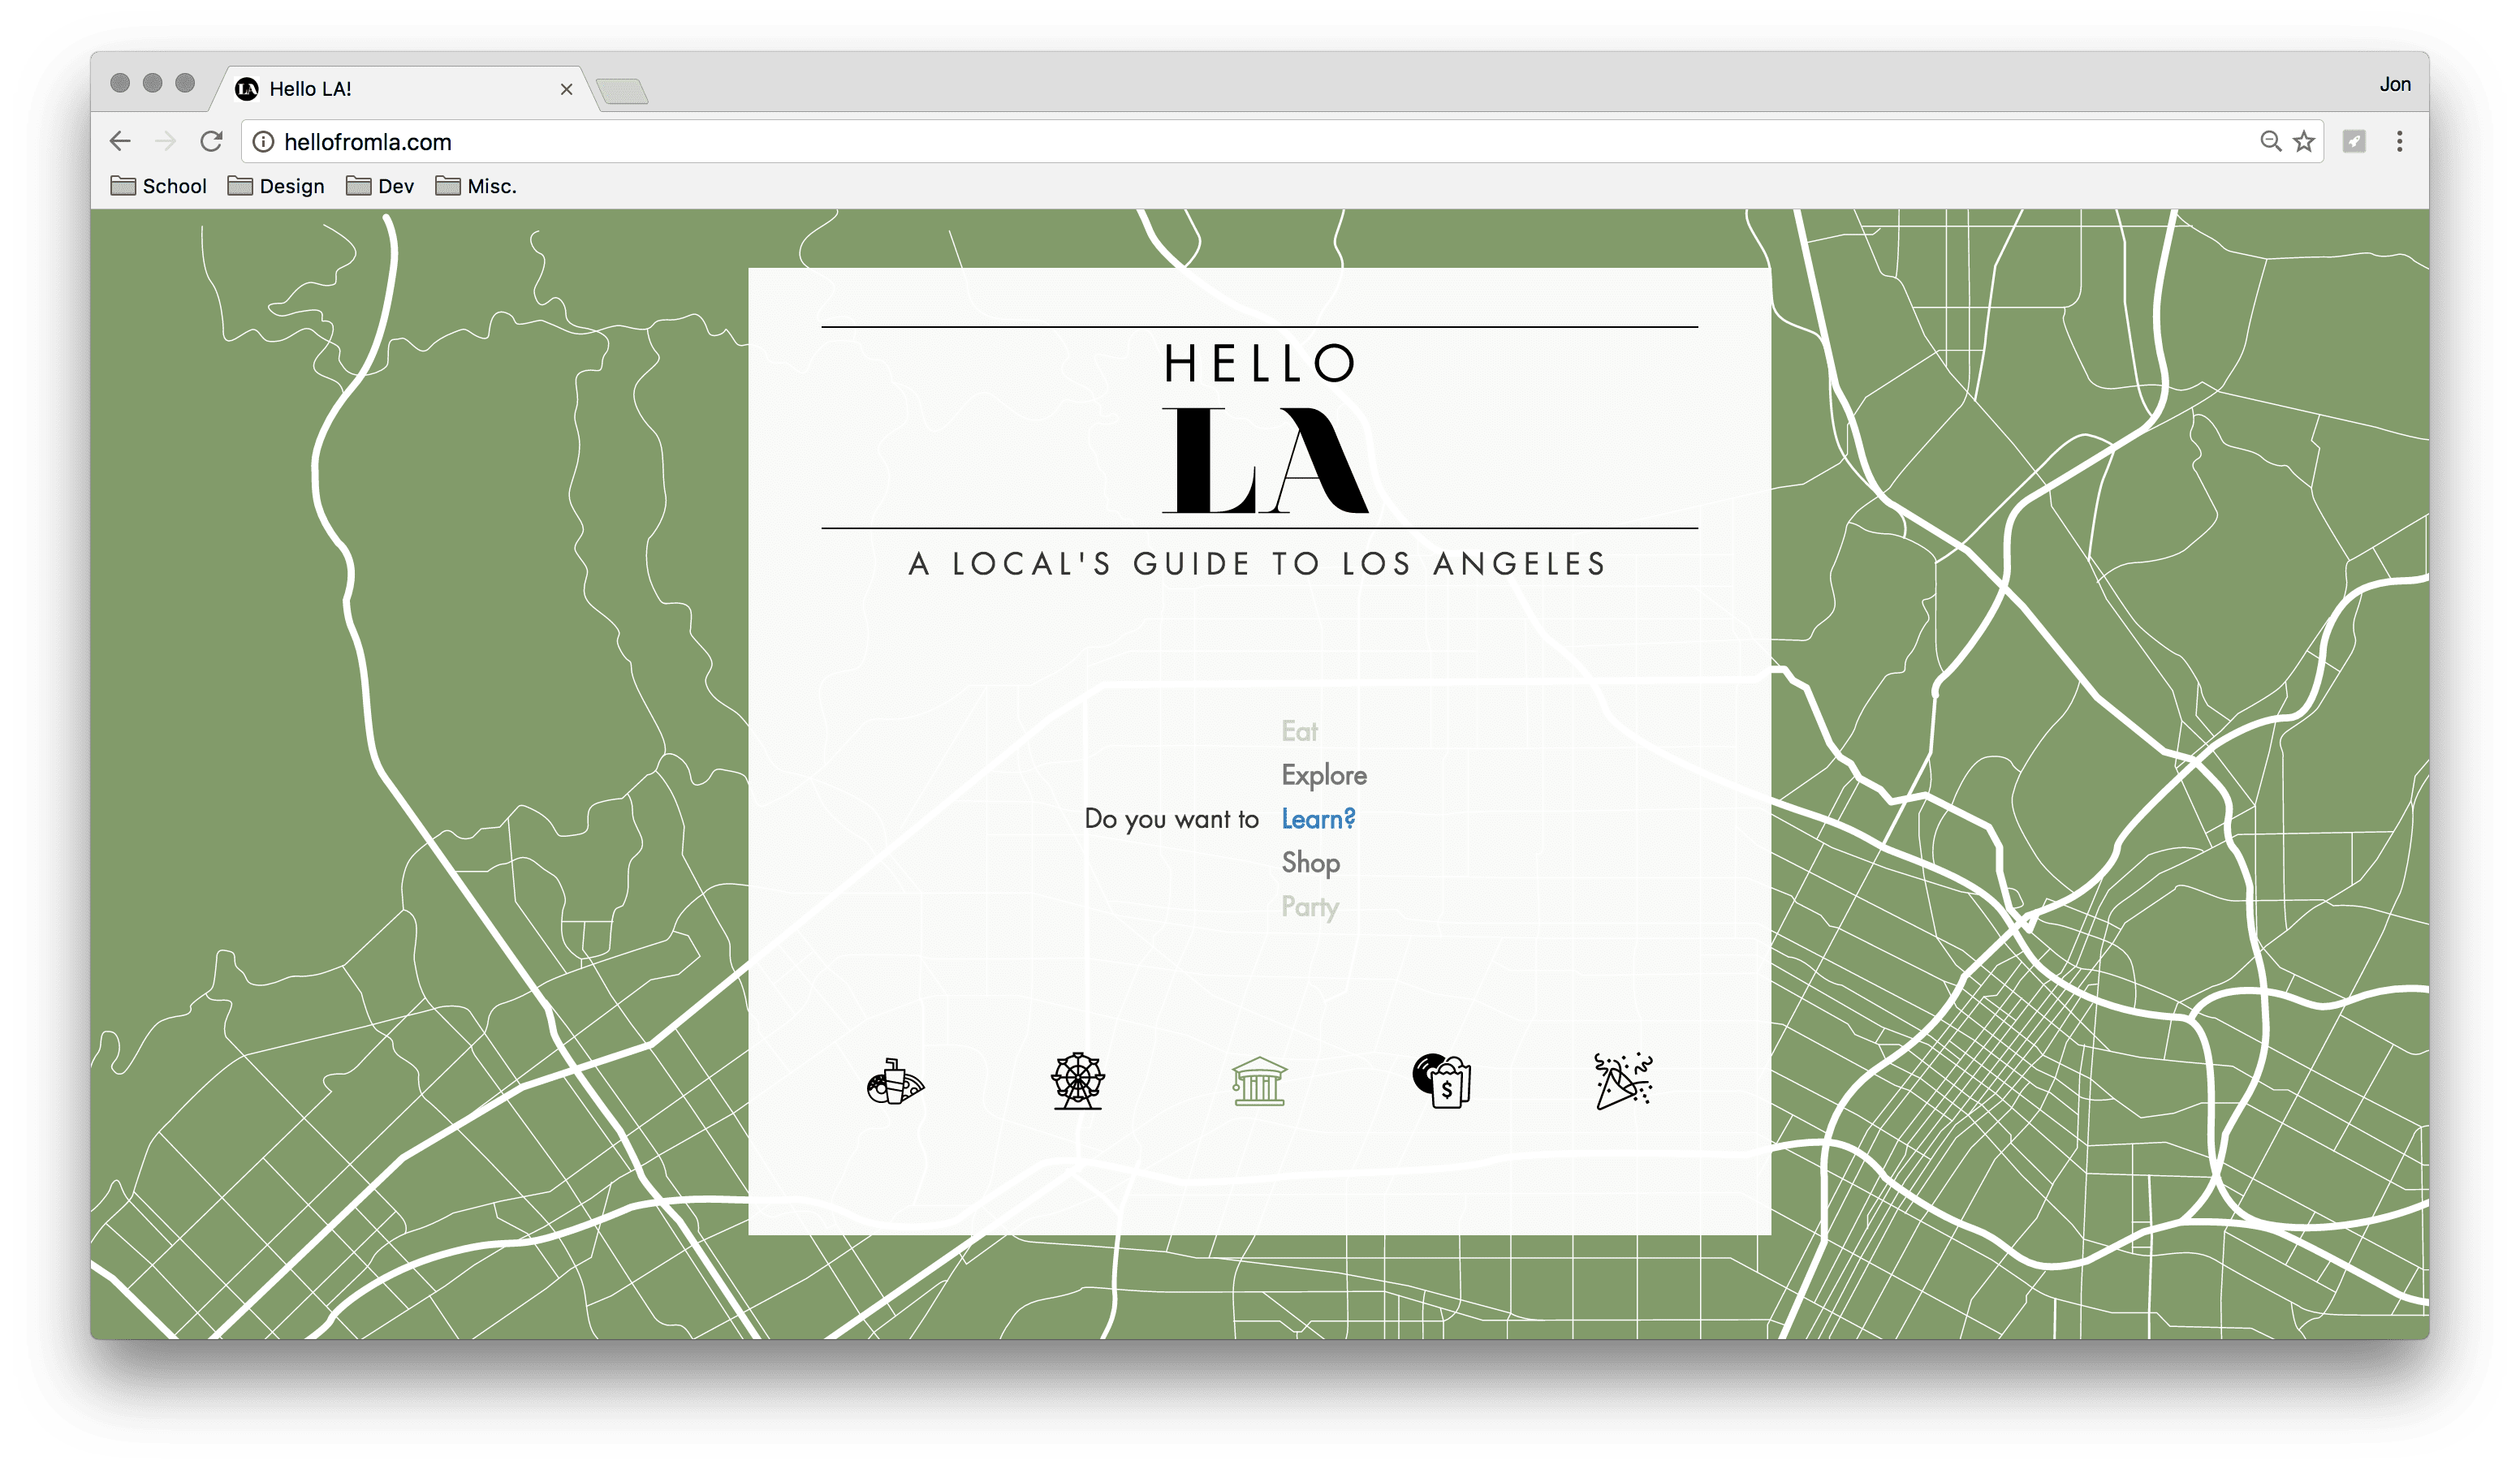 Hello LA!
Jon
hellofromla.com
School Design Dev Misc.
HELLO
LA
A LOCAL'S GUIDE TO LOS ANGELES
Eat
Explore
Do you want to Learn?
Shop
Party
$